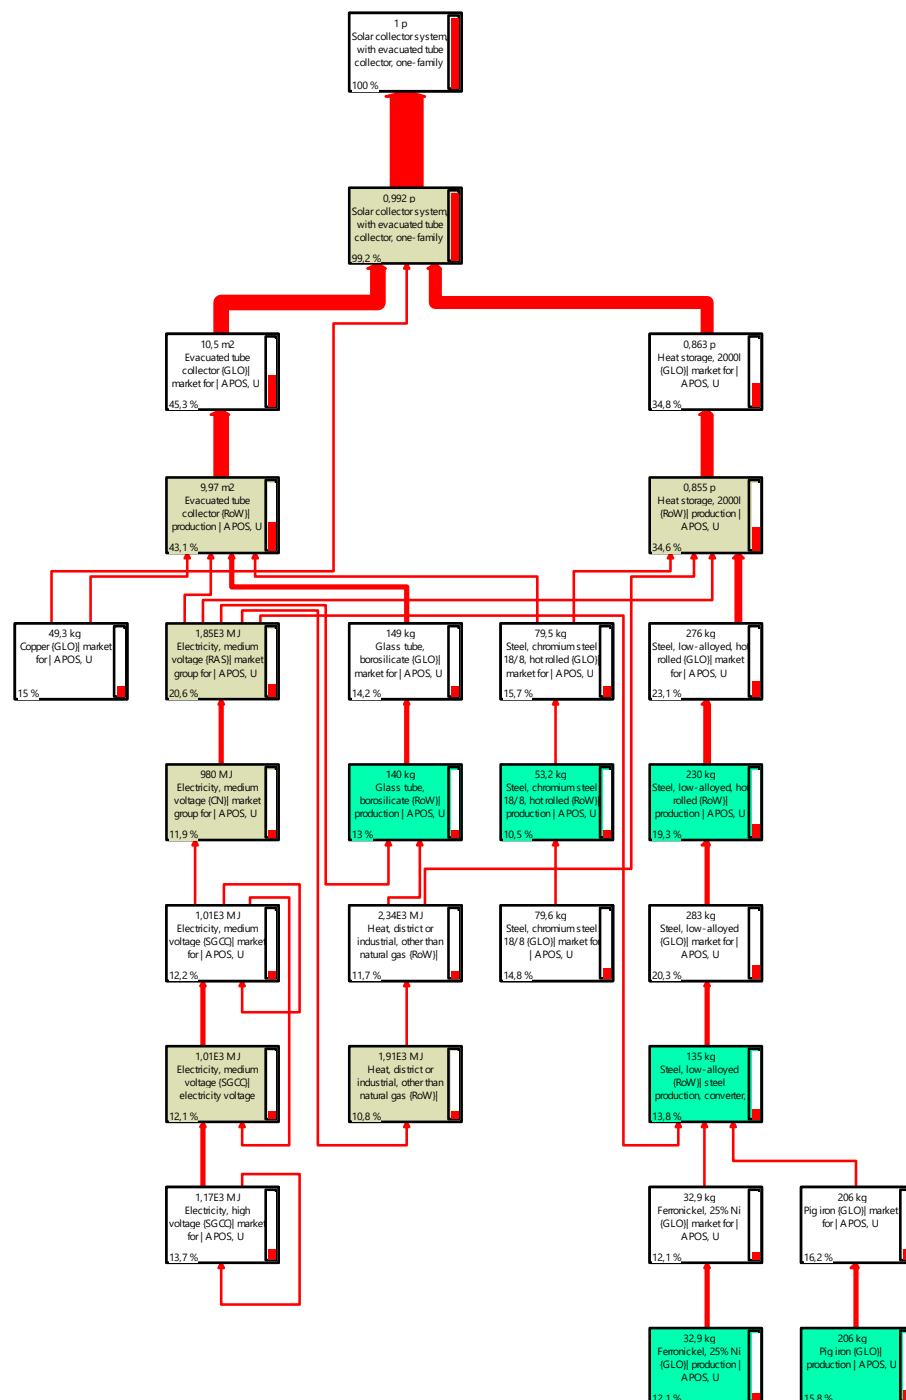 1 p
Solar collector system,
with evacuated tube
collector, one-family
100 %
0,992 p
Solar collector system,
with evacuated tube
collector, one-family
99,2 %
10,5 m2
Evacuated tube
collector {GLO}|
market for | APOS, U
45,3 %
0,863 p
Heat storage, 2000l
{GLO}| market for |
APOS, U
34,8 %
9,97 m2
Evacuated tube
collector {RoW}|
production | APOS, U
43,1 %
0,855 p
Heat storage, 2000l
{RoW}| production |
APOS, U
34,6 %
49,3 kg
Copper {GLO}| market
for | APOS, U
15 %
1,85E3 MJ
Electricity, medium
voltage {RAS}| market
group for | APOS, U
20,6 %
149 kg
Glass tube,
borosilicate {GLO}|
market for | APOS, U
14,2 %
79,5 kg
Steel, chromium steel
18/8, hot rolled {GLO}|
market for | APOS, U
15,7 %
276 kg
Steel, low-alloyed, hot
rolled {GLO}| market
for | APOS, U
23,1 %
980 MJ
Electricity, medium
voltage {CN}| market
group for | APOS, U
11,9 %
140 kg
Glass tube,
borosilicate {RoW}|
production | APOS, U
13 %
53,2 kg
Steel, chromium steel
18/8, hot rolled {RoW}|
production | APOS, U
10,5 %
230 kg
Steel, low-alloyed, hot
rolled {RoW}|
production | APOS, U
19,3 %
1,01E3 MJ
Electricity, medium
voltage {SGCC}| market
for | APOS, U
12,2 %
2,34E3 MJ
Heat, district or
industrial, other than
natural gas {RoW}|
11,7 %
79,6 kg
Steel, chromium steel
18/8 {GLO}| market for
| APOS, U
14,8 %
283 kg
Steel, low-alloyed
{GLO}| market for |
APOS, U
20,3 %
1,01E3 MJ
Electricity, medium
voltage {SGCC}|
electricity voltage
12,1 %
1,91E3 MJ
Heat, district or
industrial, other than
natural gas {RoW}|
10,8 %
135 kg
Steel, low-alloyed
{RoW}| steel
production, converter,
13,8 %
1,17E3 MJ
Electricity, high
voltage {SGCC}| market
for | APOS, U
13,7 %
32,9 kg
Ferronickel, 25% Ni
{GLO}| market for |
APOS, U
12,1 %
206 kg
Pig iron {GLO}| market
for | APOS, U
16,2 %
32,9 kg
Ferronickel, 25% Ni
{GLO}| production |
APOS, U
12,1 %
206 kg
Pig iron {GLO}|
production | APOS, U
15,8 %